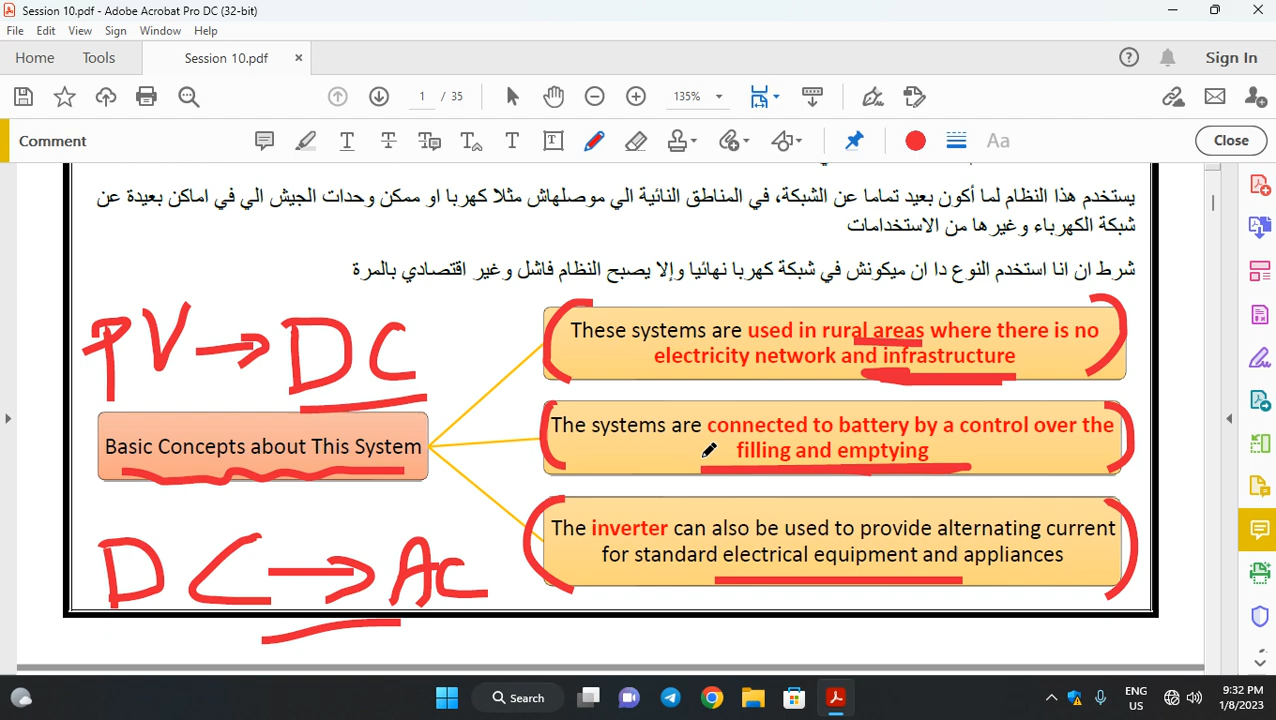 Session 10.pdf - Adobe Acrobat Pro DC (32-bit)
File Edit View Sign Window Help
Home Tools Session 10.pdf Sign In
1 / 35 135%
Comment Aa Close
يستخدم هذا النظام لما أكون بعيد تماما عن الشبكة، في المناطق النائية الي موصلهاش مثلا كهربا او ممكن وحدات الجيش الي في اماكن بعيدة عن
شبكة الكهرباء وغيرها من الاستخدامات
شرط ان انا استخدم النوع دا ان ميكونش في شبكة كهربا نهائيا وإلا يصبح النظام فاشل وغير اقتصادي بالمرة
PV → DC
These systems are used in rural areas where there is no
electricity network and infrastructure
Basic Concepts about This System
The systems are connected to battery by a control over the
filling and emptying
The inverter can also be used to provide alternating current
for standard electrical equipment and appliances
DC → AC
Search
ENG
US
9:32 PM
1/8/2023